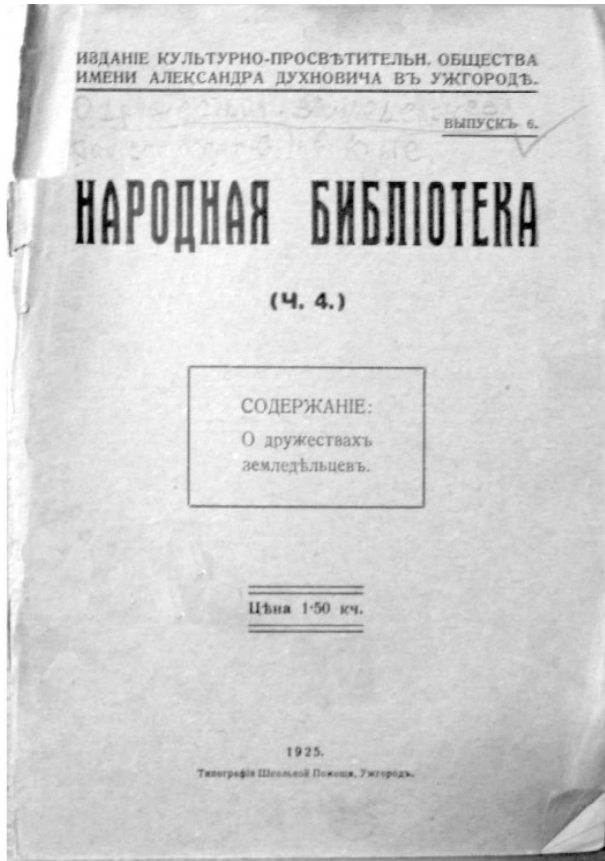 ИЗДАНІЕ КУЛЬТУРНО-ПРОСВѢТИТЕЛЬН. ОБЩЕСТВА
ИМЕНИ АЛЕКСАНДРА ДУХНОВИЧА ВЪ УЖГОРОДѢ.
ВЫПУСКЪ 6.
НАРОДНАЯ БИБЛІОТЕКА
(Ч. 4.)
СОДЕРЖАНІЕ:
О дружествахъ
земледѣльцевъ.
Цѣна 1·50 кч.
1925.
Типографія Школьной Помощи, Ужгородъ.